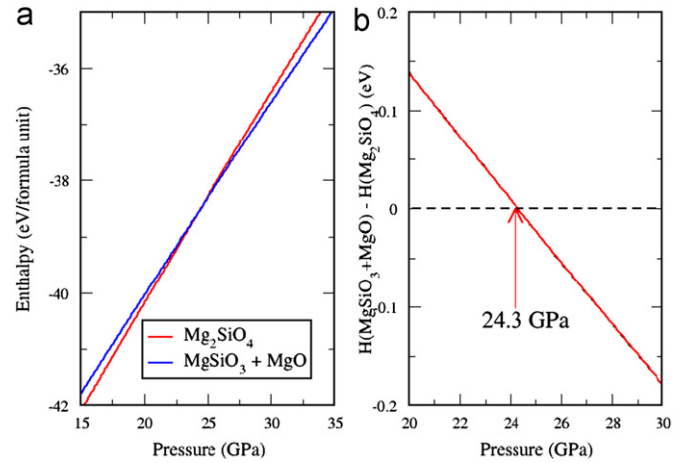 a
Enthalpy (eV/formula unit)
-36
-38
-40
-42
15
20
25
30
35
Pressure (GPa)
Mg₂SiO₄
MgSiO₃ + MgO
b
H(MgSiO₃+MgO) - H(Mg₂SiO₄) (eV)
0.2
0.1
0
-0.1
-0.2
24.3 GPa
20
22
24
26
28
30
Pressure (GPa)